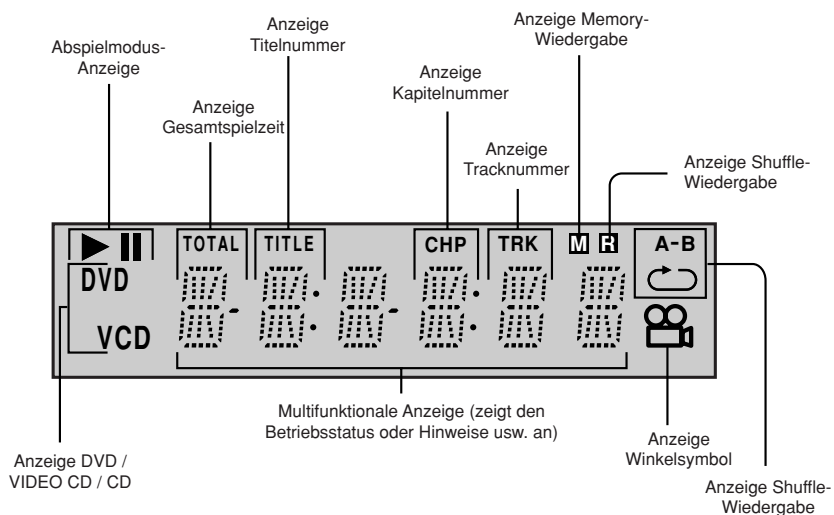 Anzeige Memory-
Wiedergabe
Anzeige
Titelnummer
Abspielmodus-
Anzeige
Anzeige
Kapitelnummer
Anzeige
Gesamtspielzeit
Anzeige
Tracknummer
Anzeige Shuffle-
Wiedergabe
TOTAL TITLE CHP TRK M R A-B
DVD
VCD
Multifunktionale Anzeige (zeigt den
Betriebsstatus oder Hinweise usw. an)
Anzeige
Winkelsymbol
Anzeige DVD /
VIDEO CD / CD
Anzeige Shuffle-
Wiedergabe